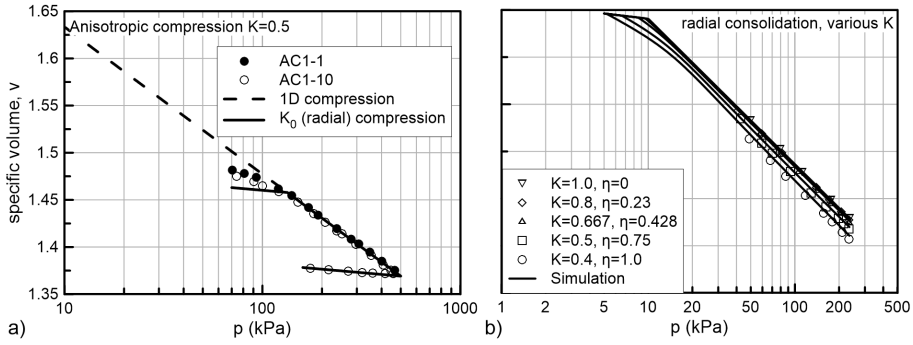 Anisotropic compression K=0.5
AC1-1
AC1-10
1D compression
K₀ (radial) compression
specific volume, v
1.65
1.6
1.55
1.5
1.45
1.4
1.35
10
100
1000
p (kPa)
a)
radial consolidation, various K
K=1.0, η=0
K=0.8, η=0.23
K=0.667, η=0.428
K=0.5, η=0.75
K=0.4, η=1.0
Simulation
1
2
5
10
20
50
100
200
500
p (kPa)
b)